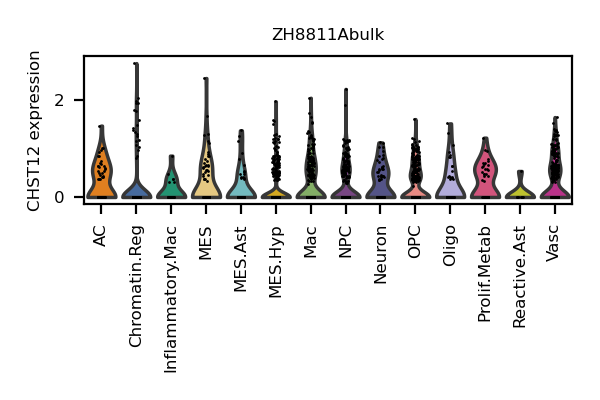 ZH8811Abulk
CHST12 expression
2
0
AC
Chromatin.Reg
Inflammatory.Mac
MES
MES.Ast
MES.Hyp
Mac
NPC
Neuron
OPC
Oligo
Prolif.Metab
Reactive.Ast
Vasc